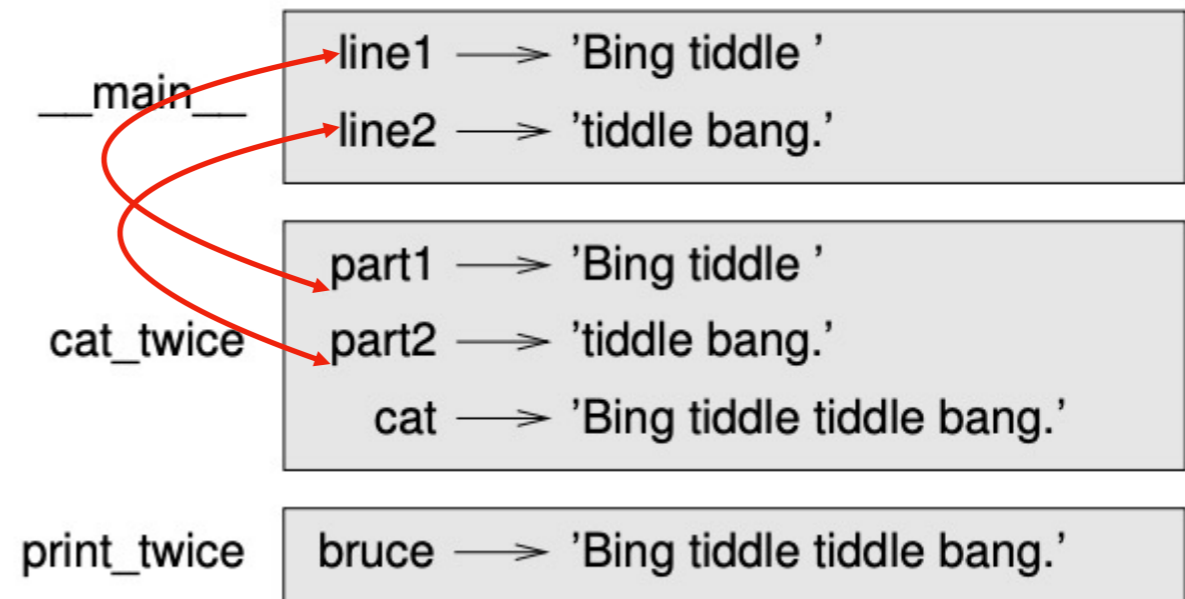 __main__
line1 ⟶ ’Bing tiddle ’
line2 ⟶ ’tiddle bang.’
cat_twice
part1 ⟶ ’Bing tiddle ’
part2 ⟶ ’tiddle bang.’
cat ⟶ ’Bing tiddle tiddle bang.’
print_twice
bruce ⟶ ’Bing tiddle tiddle bang.’